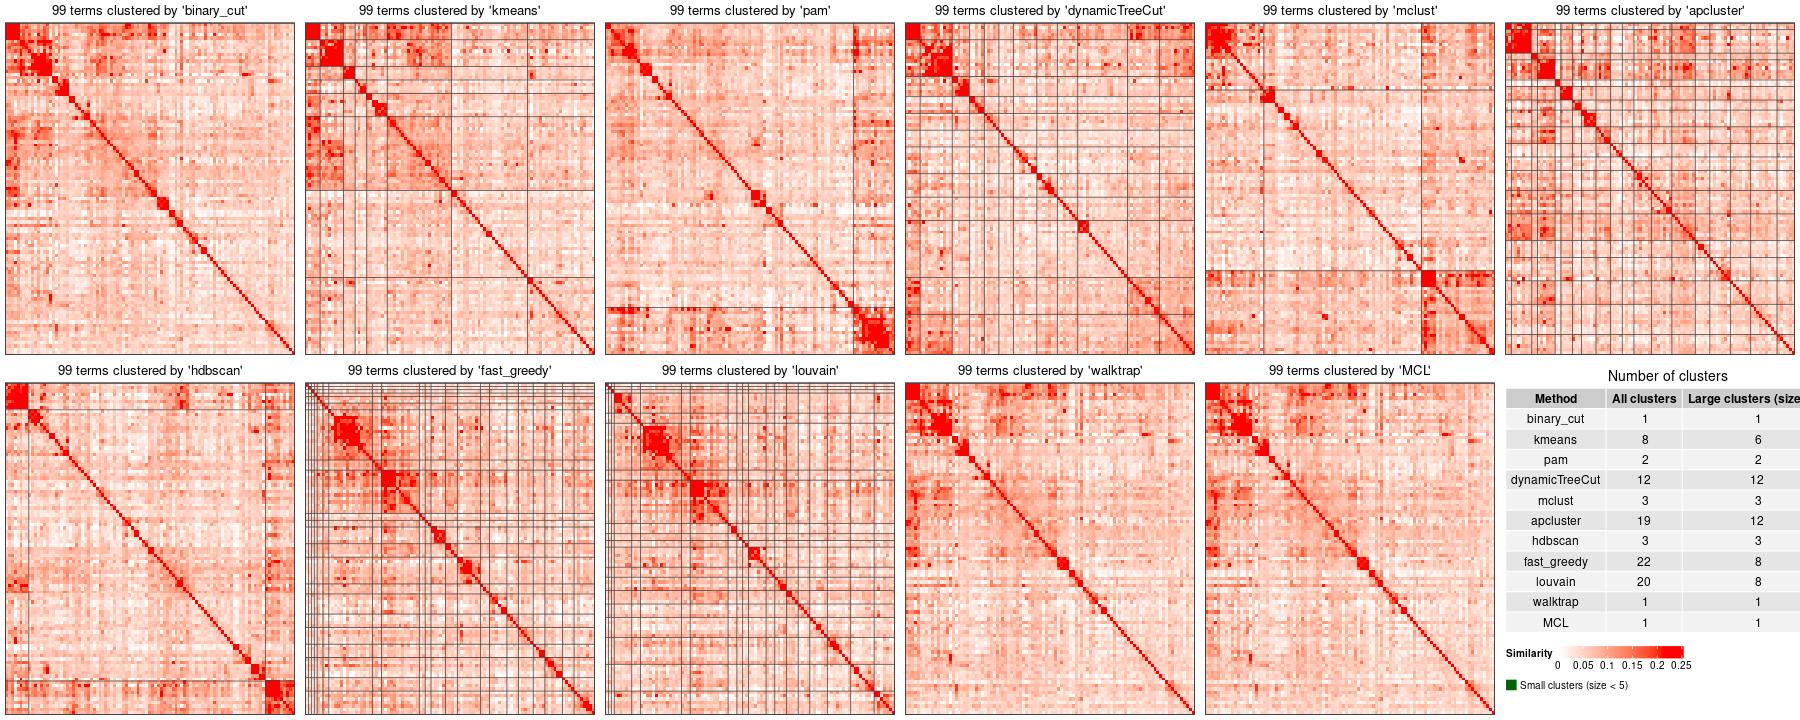 99 terms clustered by 'binary_cut'
99 terms clustered by 'kmeans'
99 terms clustered by 'pam'
99 terms clustered by 'dynamicTreeCut'
99 terms clustered by 'mclust'
99 terms clustered by 'apcluster'
99 terms clustered by 'hdbscan'
99 terms clustered by 'fast_greedy'
99 terms clustered by 'louvain'
99 terms clustered by 'walktrap'
99 terms clustered by 'MCL'
Number of clusters
Method All clusters Large clusters (size
binary_cut 1 1
kmeans 8 6
pam 2 2
dynamicTreeCut 12 12
mclust 3 3
apcluster 19 12
hdbscan 3 3
fast_greedy 22 8
louvain 20 8
walktrap 1 1
MCL 1 1
Similarity
0 0.05 0.1 0.15 0.2 0.25
Small clusters (size < 5)